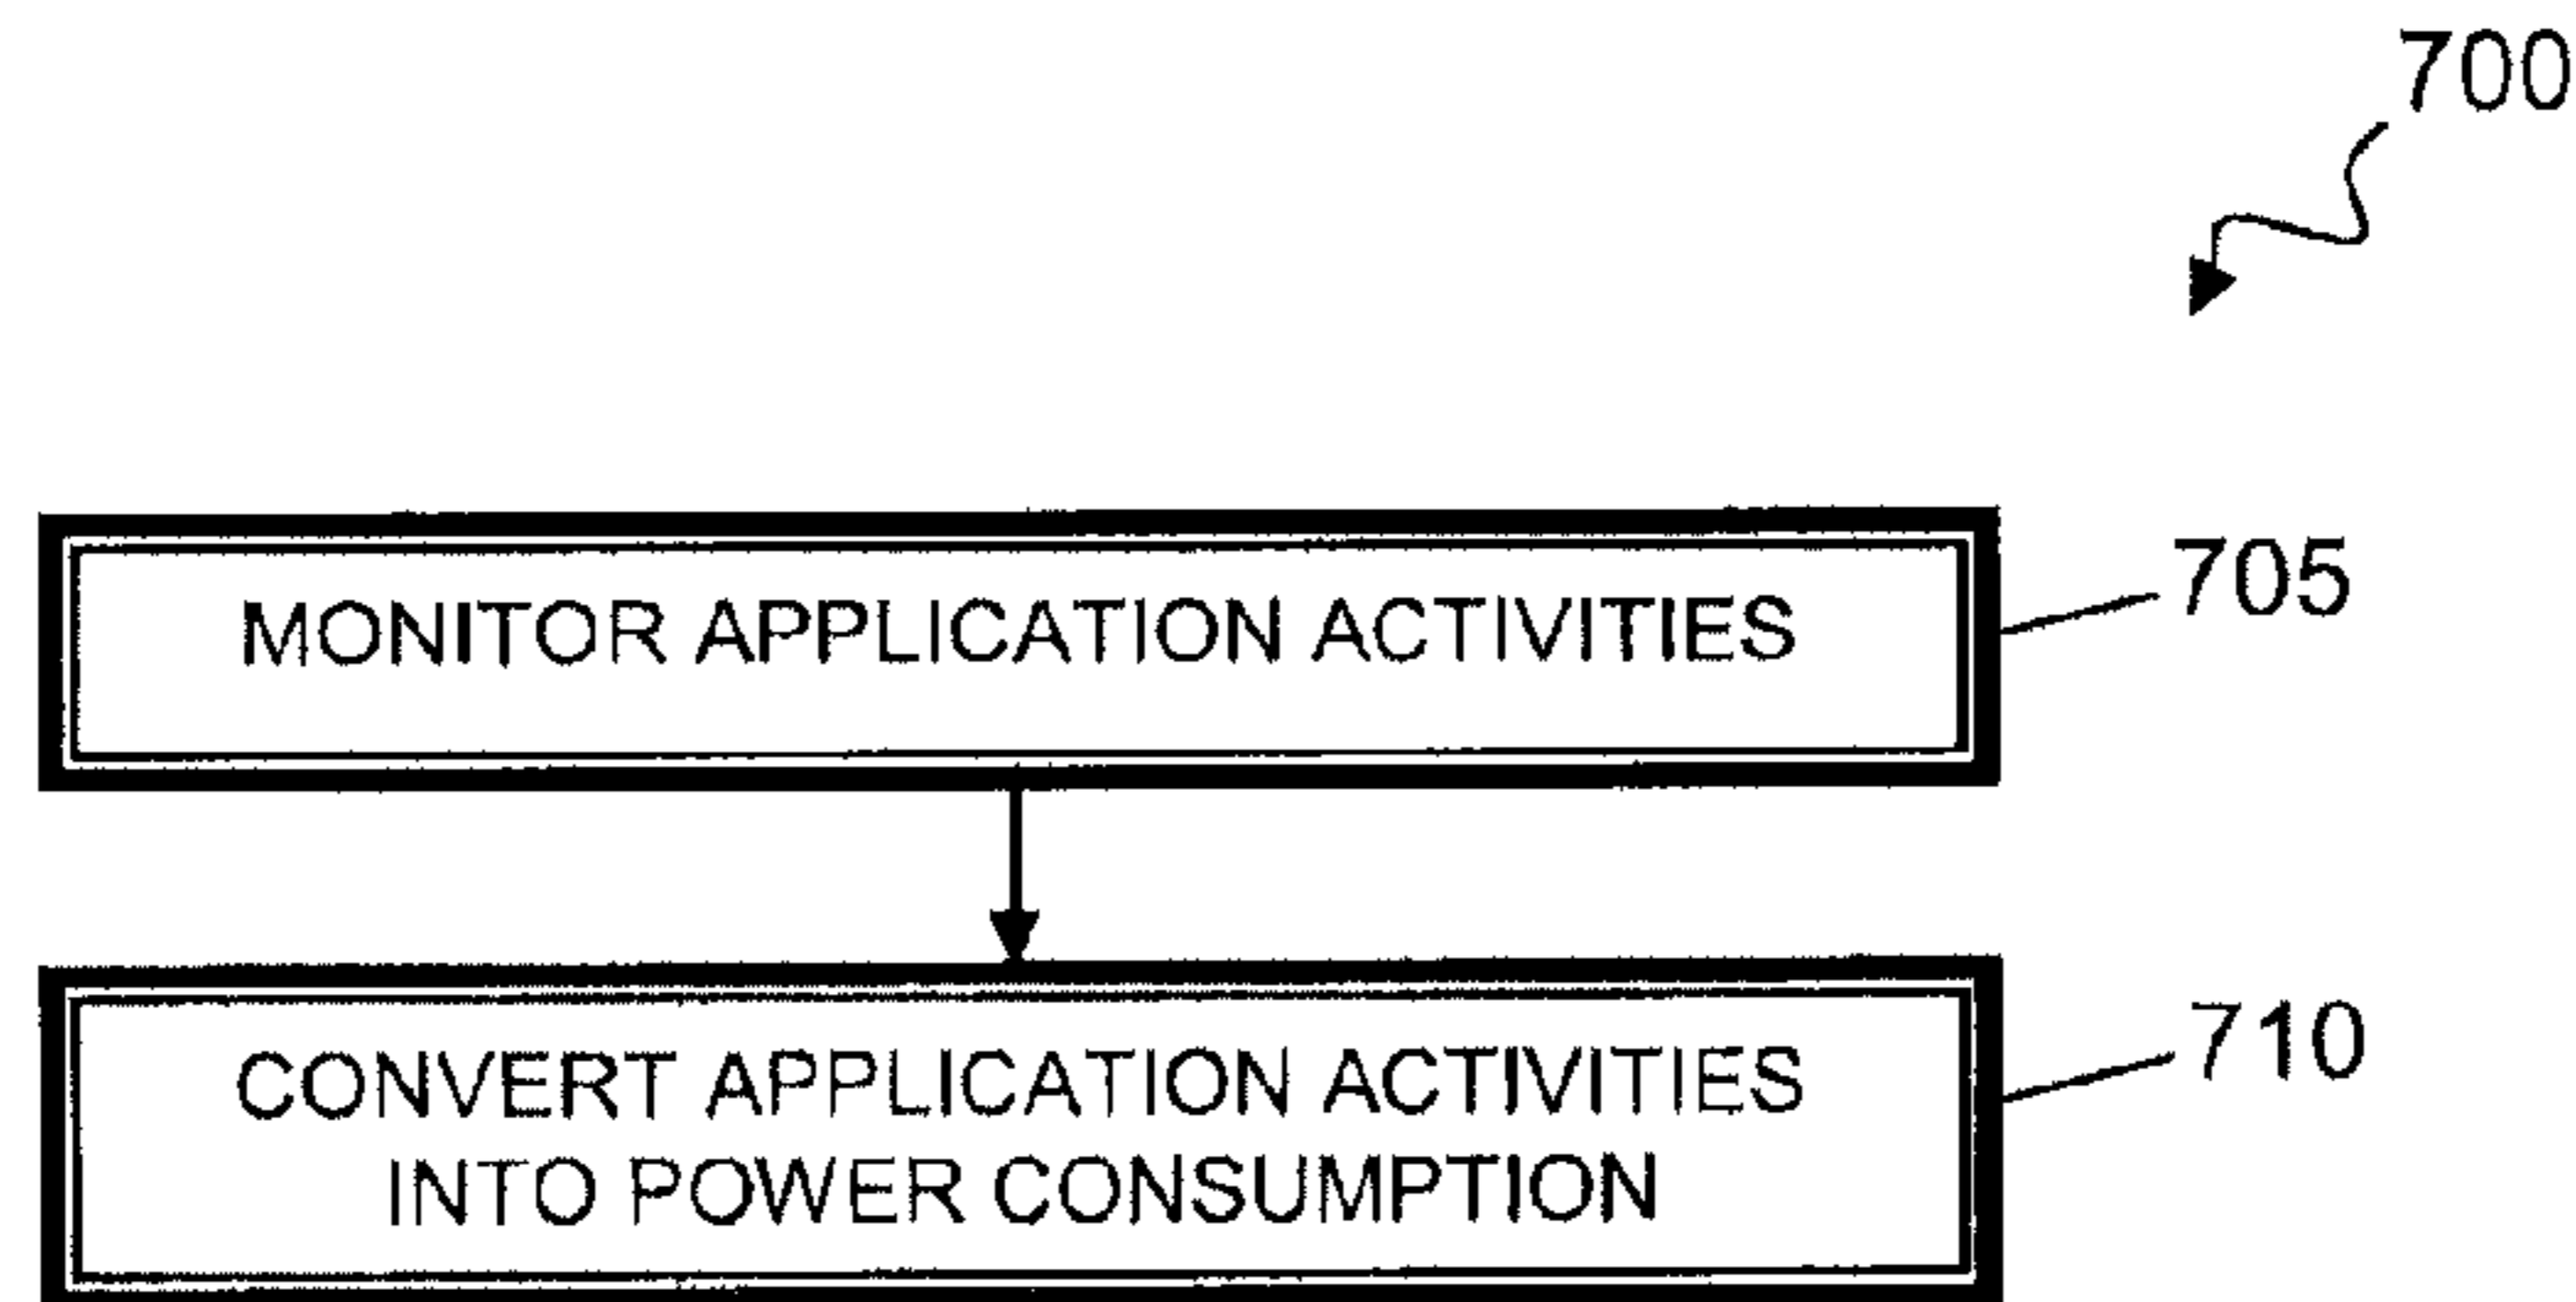 700
MONITOR APPLICATION ACTIVITIES
705
CONVERT APPLICATION ACTIVITIES
INTO POWER CONSUMPTION
710